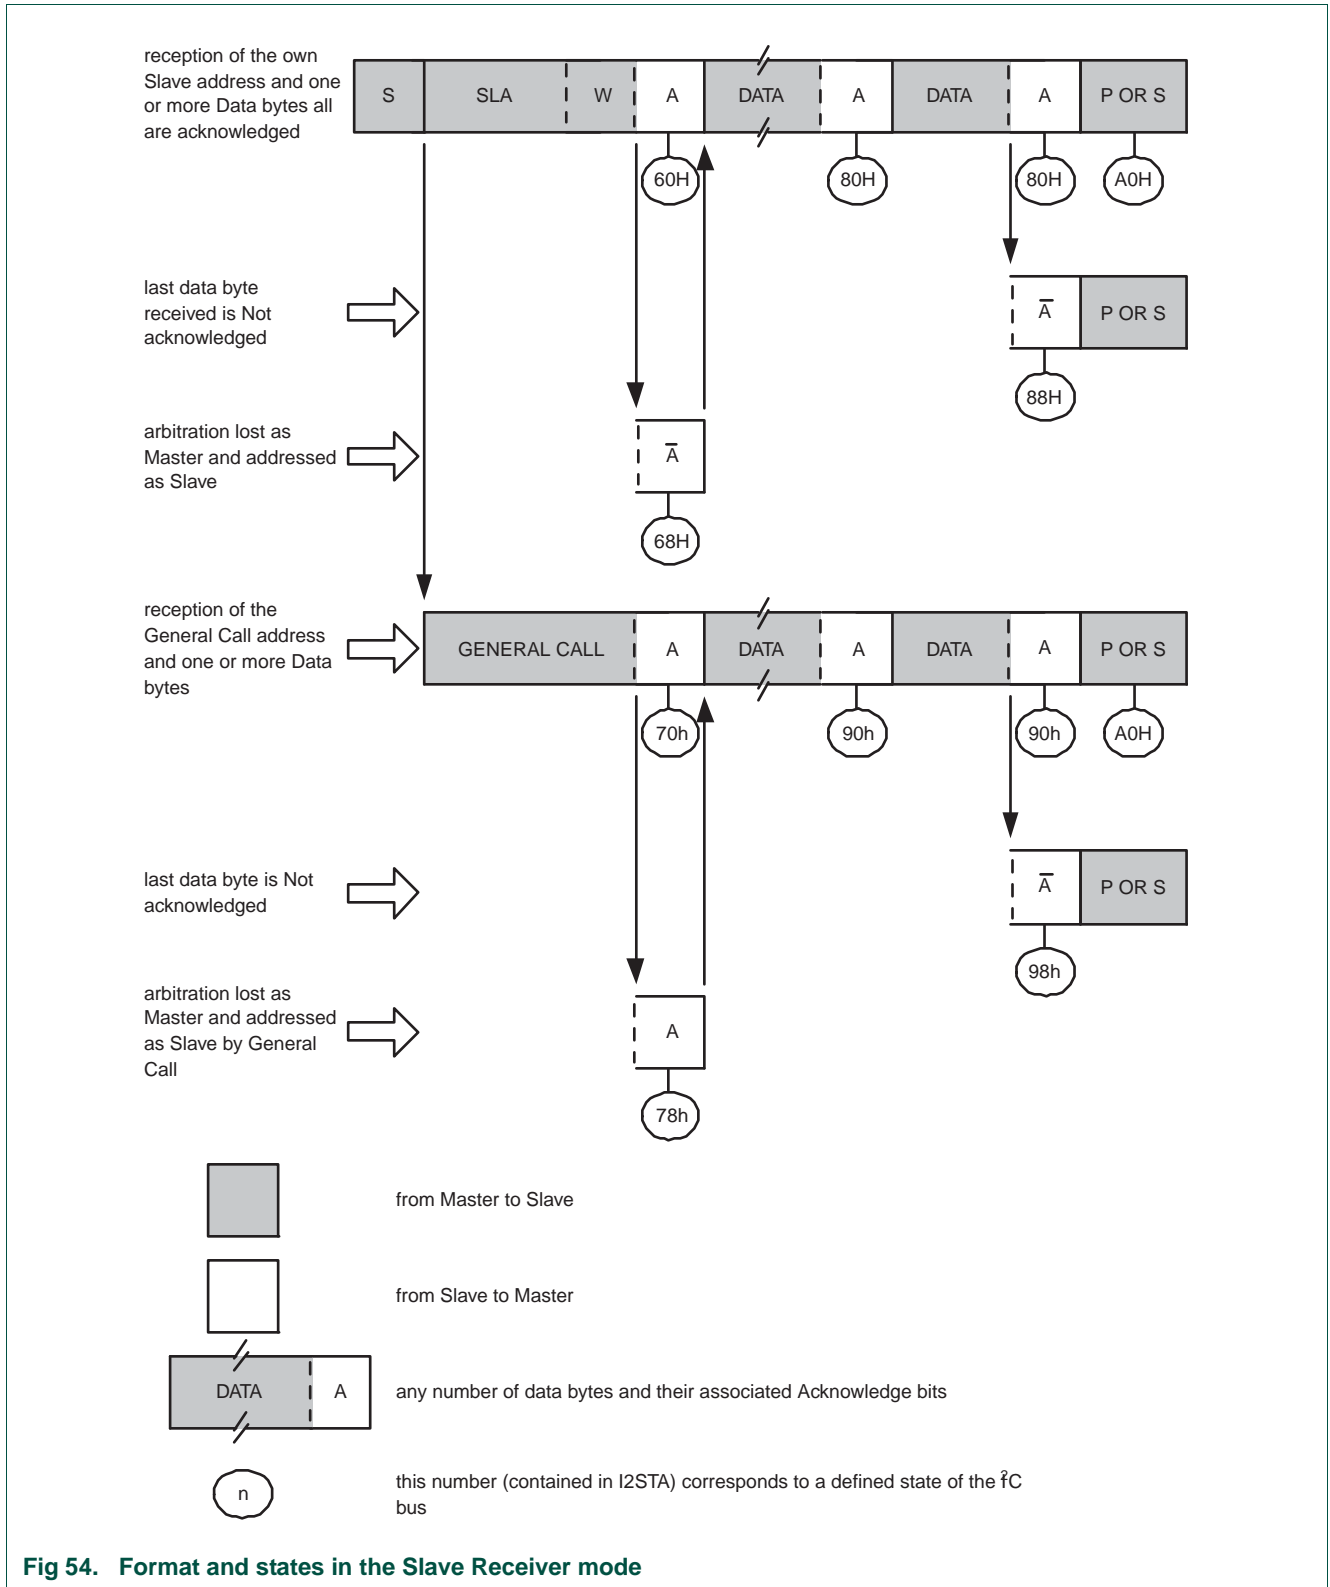 reception of the own
Slave address and one
or more Data bytes all
are acknowledged
S SLA W A DATA A DATA A P OR S
60H 80H 80H A0H
last data byte
received is Not
acknowledged
A̅ P OR S
88H
arbitration lost as
Master and addressed
as Slave
A̅
68H
reception of the
General Call address
and one or more Data
bytes
GENERAL CALL A DATA A DATA A P OR S
70h 90h 90h A0H
last data byte is Not
acknowledged
A̅ P OR S
98h
arbitration lost as
Master and addressed
as Slave by General
Call
A
78h
from Master to Slave
from Slave to Master
DATA A
any number of data bytes and their associated Acknowledge bits
n
this number (contained in I2STA) corresponds to a defined state of the I²C
bus
Fig 54. Format and states in the Slave Receiver mode